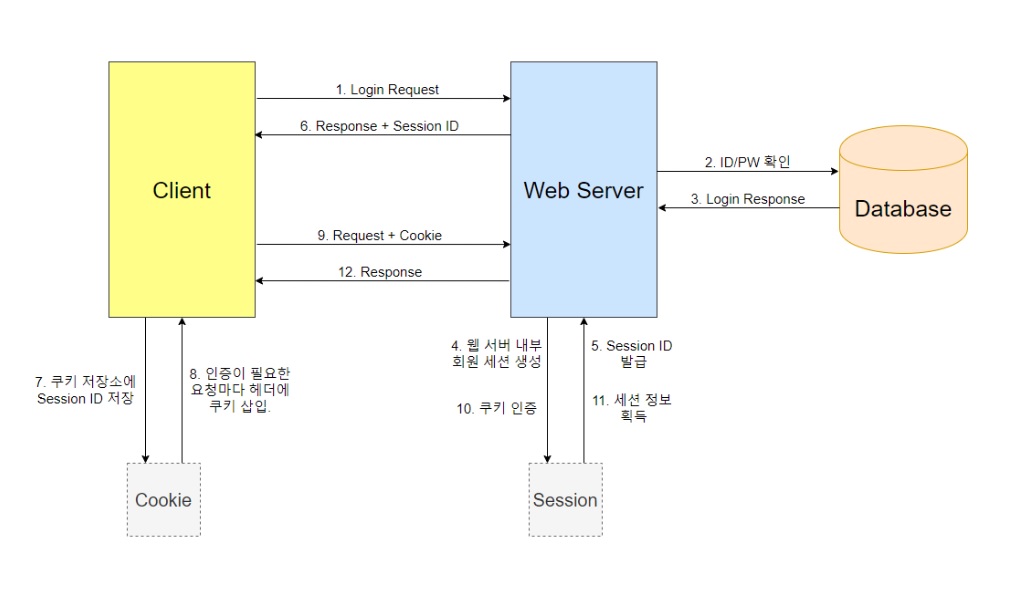 1. Login Request
6. Response + Session ID
2. ID/PW 확인
3. Login Response
Client
Web Server
Database
9. Request + Cookie
12. Response
4. 웹 서버 내부
회원 세션 생성
5. Session ID
발급
7. 쿠키 저장소에
Session ID 저장
8. 인증이 필요한
요청마다 헤더에
쿠키 삽입.
10. 쿠키 인증
11. 세션 정보
획득
Cookie
Session